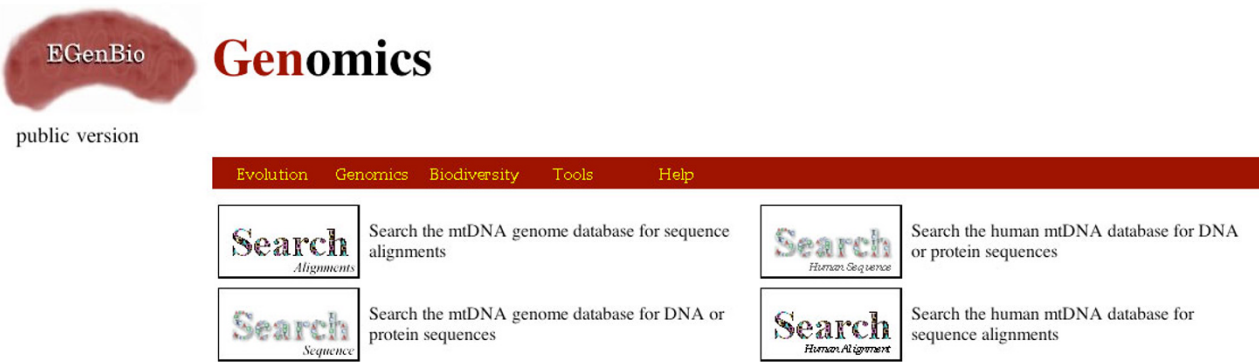 EGenBio
Genomics
public version
Evolution Genomics Biodiversity Tools Help
Search
Alignments
Search the mtDNA genome database for sequence
alignments
Search
Human Sequence
Search the human mtDNA database for DNA
or protein sequences
Search
Sequence
Search the mtDNA genome database for DNA or
protein sequences
Search
Human Alignment
Search the human mtDNA database for
sequence alignments